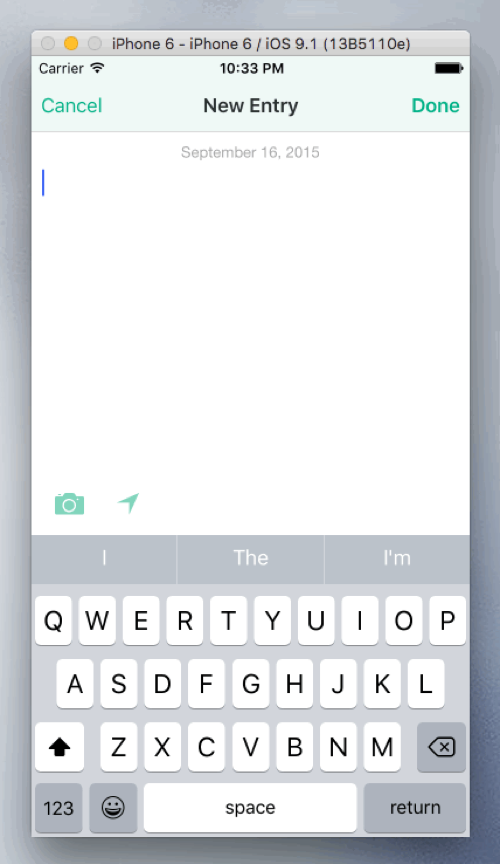 iPhone 6 - iPhone 6 / iOS 9.1 (13B5110e)
Carrier 10:33 PM
Cancel New Entry Done
September 16, 2015
I The I'm
Q W E R T Y U I O P
A S D F G H J K L
Z X C V B N M
123 space return